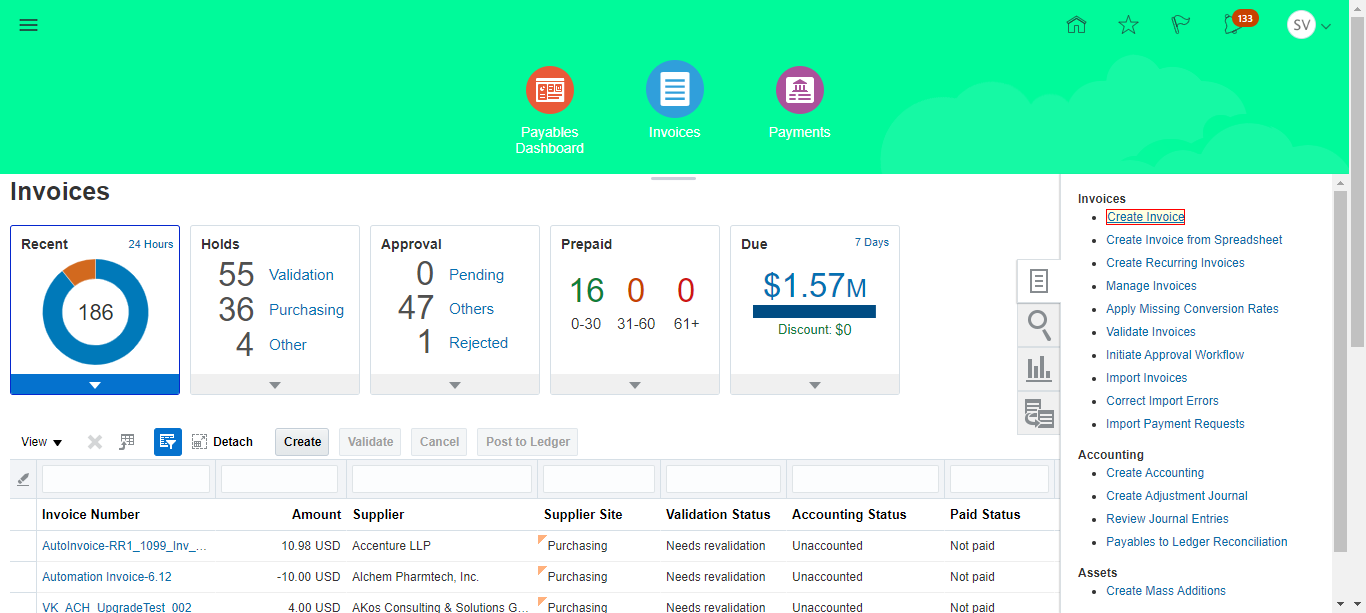 133
SV
Payables
Dashboard
Invoices
Payments
Invoices
Recent
24 Hours
186
Holds
55 Validation
36 Purchasing
4 Other
Approval
0 Pending
47 Others
1 Rejected
Prepaid
16 0 0
0-30 31-60 61+
Due
7 Days
$1.57M
Discount: $0
View
Detach
Create
Validate
Cancel
Post to Ledger
Invoice Number Amount Supplier Supplier Site Validation Status Accounting Status Paid Status
AutoInvoice-RR1_1099_Inv_... 10.98 USD Accenture LLP Purchasing Needs revalidation Unaccounted Not paid
Automation Invoice-6.12 -10.00 USD Alchem Pharmtech, Inc. Purchasing Needs revalidation Unaccounted Not paid
VK_ACH_UpgradeTest_002 4.00 USD AKos Consulting & Solutions G... Purchasing Needs revalidation Unaccounted Not paid
Invoices
Create Invoice
Create Invoice from Spreadsheet
Create Recurring Invoices
Manage Invoices
Apply Missing Conversion Rates
Validate Invoices
Initiate Approval Workflow
Import Invoices
Correct Import Errors
Import Payment Requests
Accounting
Create Accounting
Create Adjustment Journal
Review Journal Entries
Payables to Ledger Reconciliation
Assets
Create Mass Additions